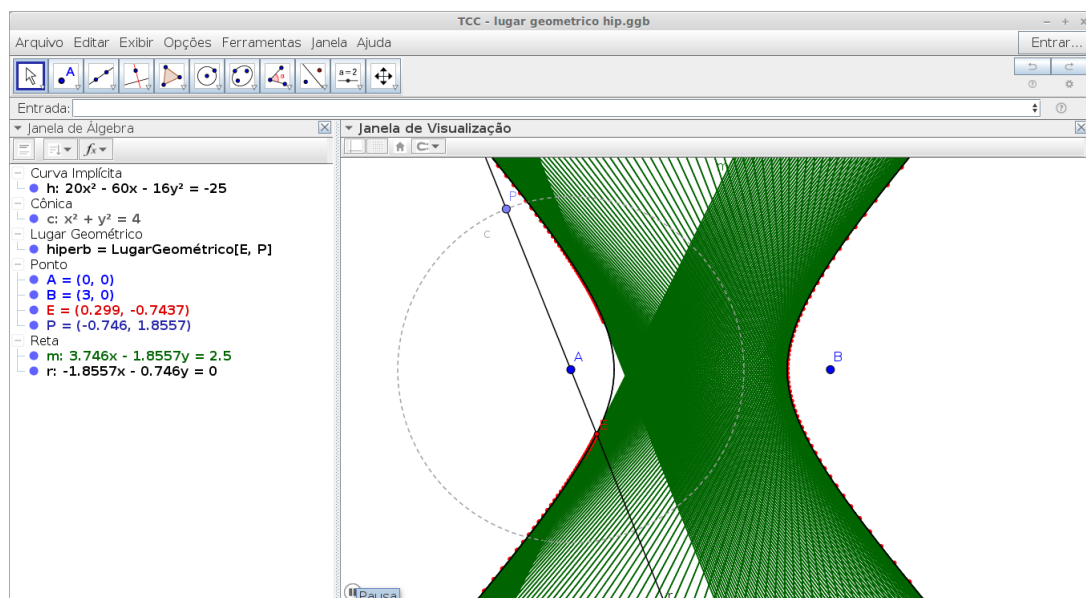 TCC - lugar geometrico hip.ggb
Arquivo Editar Exibir Opções Ferramentas Janela Ajuda
Entrar...
A
a=2
Entrada:
Janela de Álgebra
Janela de Visualização
fx
Curva Implícita
h: 20x² - 60x - 16y² = -25
Cônica
c: x² + y² = 4
Lugar Geométrico
hiperb = LugarGeométrico[E, P]
Ponto
A = (0, 0)
B = (3, 0)
E = (0.299, -0.7437)
P = (-0.746, 1.8557)
Reta
m: 3.746x - 1.8557y = 2.5
r: -1.8557x - 0.746y = 0
m
P
c
A
B
E
r
Pausa